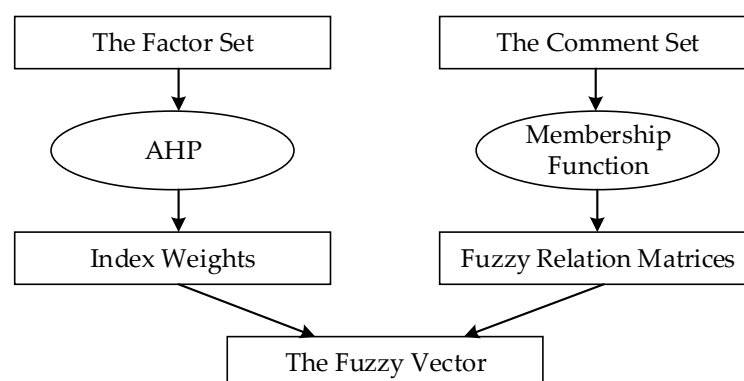 The Factor Set
The Comment Set
AHP
Membership
Function
Index Weights
Fuzzy Relation Matrices
The Fuzzy Vector